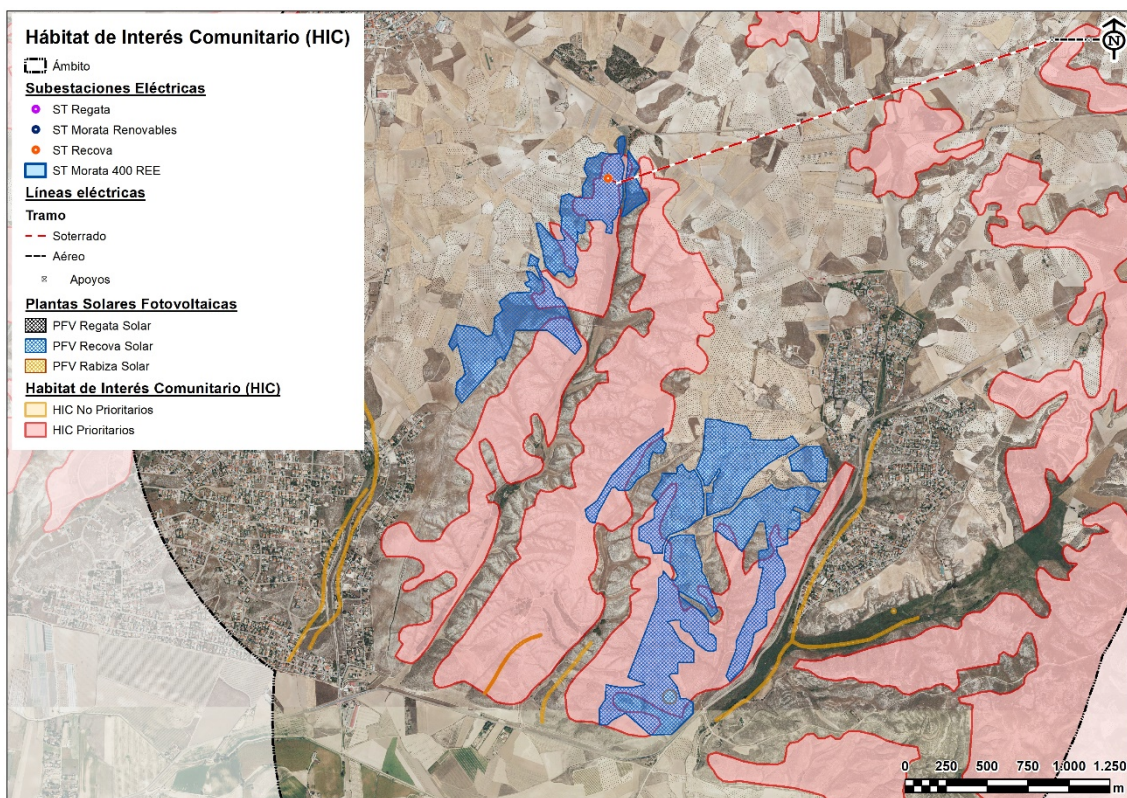 Hábitat de Interés Comunitario (HIC)
Ámbito
Subestaciones Eléctricas
ST Regata
ST Morata Renovables
ST Recova
ST Morata 400 REE
Líneas eléctricas
Tramo
Soterrado
Aéreo
Apoyos
Plantas Solares Fotovoltaicas
PFV Regata Solar
PFV Recova Solar
PFV Rabiza Solar
Habitat de Interés Comunitario (HIC)
HIC No Prioritarios
HIC Prioritarios
N
0 250 500 750 1.000 1.250
m